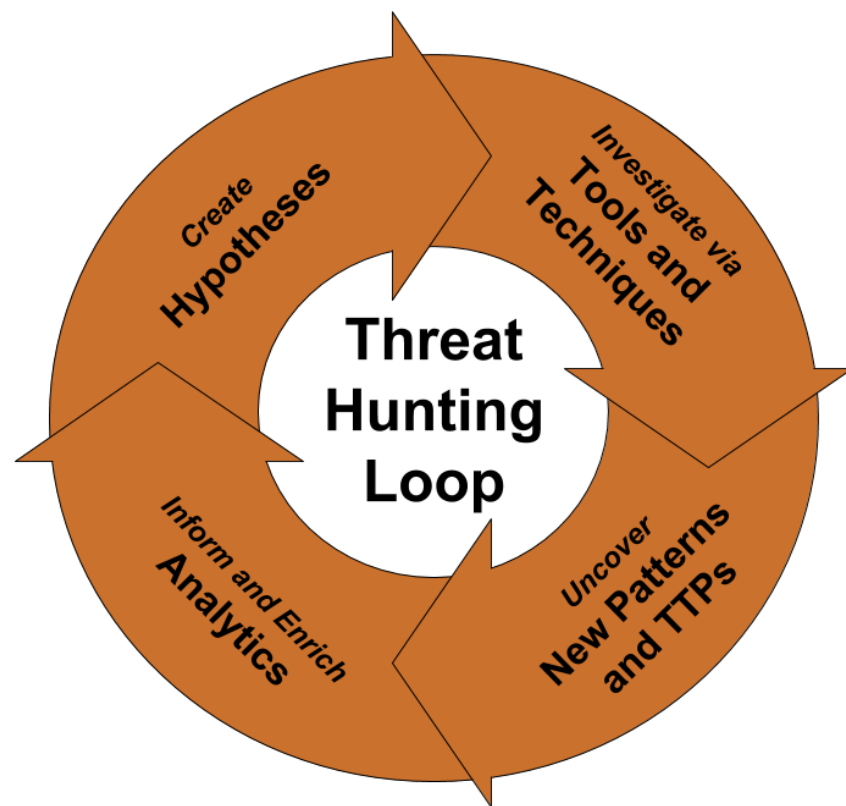 Threat
Hunting
Loop
Create
Hypotheses
Investigate via
Tools and
Techniques
Uncover
New Patterns
and TTPs
Inform and Enrich
Analytics